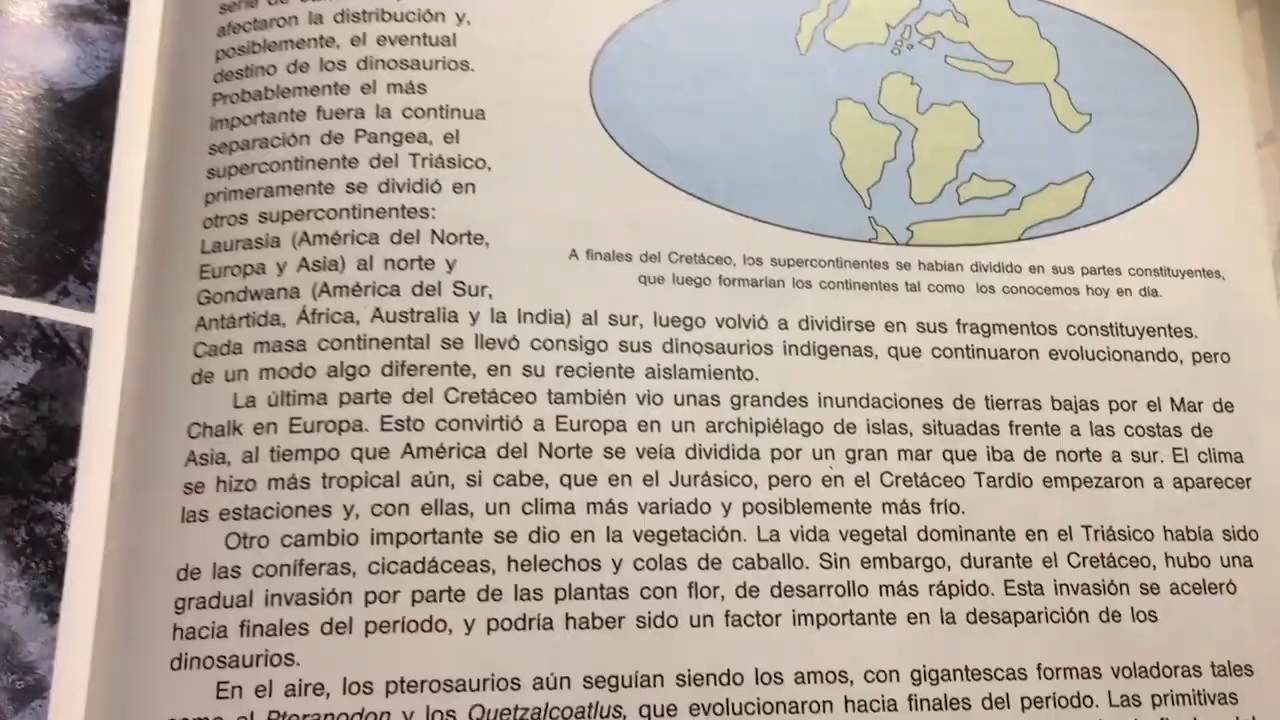 afectaron la distribución y,
posiblemente, el eventual
destino de los dinosaurios.
Probablemente el más
importante fuera la continua
separación de Pangea, el
supercontinente del Triásico,
primeramente se dividió en
otros supercontinentes:
Laurasia (América del Norte,
Europa y Asia) al norte y
Gondwana (América del Sur,
Antártida, África, Australia y la India) al sur, luego volvió a dividirse en sus fragmentos constituyentes.
Cada masa continental se llevó consigo sus dinosaurios indígenas, que continuaron evolucionando, pero
de un modo algo diferente, en su reciente aislamiento.
A finales del Cretáceo, los supercontinentes se habían dividido en sus partes constituyentes,
que luego formarían los continentes tal como los conocemos hoy en día.
La última parte del Cretáceo también vio unas grandes inundaciones de tierras bajas por el Mar de
Chalk en Europa. Esto convirtió a Europa en un archipiélago de islas, situadas frente a las costas de
Asia, al tiempo que América del Norte se veía dividida por un gran mar que iba de norte a sur. El clima
se hizo más tropical aún, si cabe, que en el Jurásico, pero en el Cretáceo Tardío empezaron a aparecer
las estaciones y, con ellas, un clima más variado y posiblemente más frío.
Otro cambio importante se dio en la vegetación. La vida vegetal dominante en el Triásico había sido
de las coníferas, cicadáceas, helechos y colas de caballo. Sin embargo, durante el Cretáceo, hubo una
gradual invasión por parte de las plantas con flor, de desarrollo más rápido. Esta invasión se aceleró
hacia finales del período, y podría haber sido un factor importante en la desaparición de los
dinosaurios.
En el aire, los pterosaurios aún seguían siendo los amos, con gigantescas formas voladoras tales
el Pteranodon y los Quetzalcoatlus, que evolucionaron hacia finales del período. Las primitivas